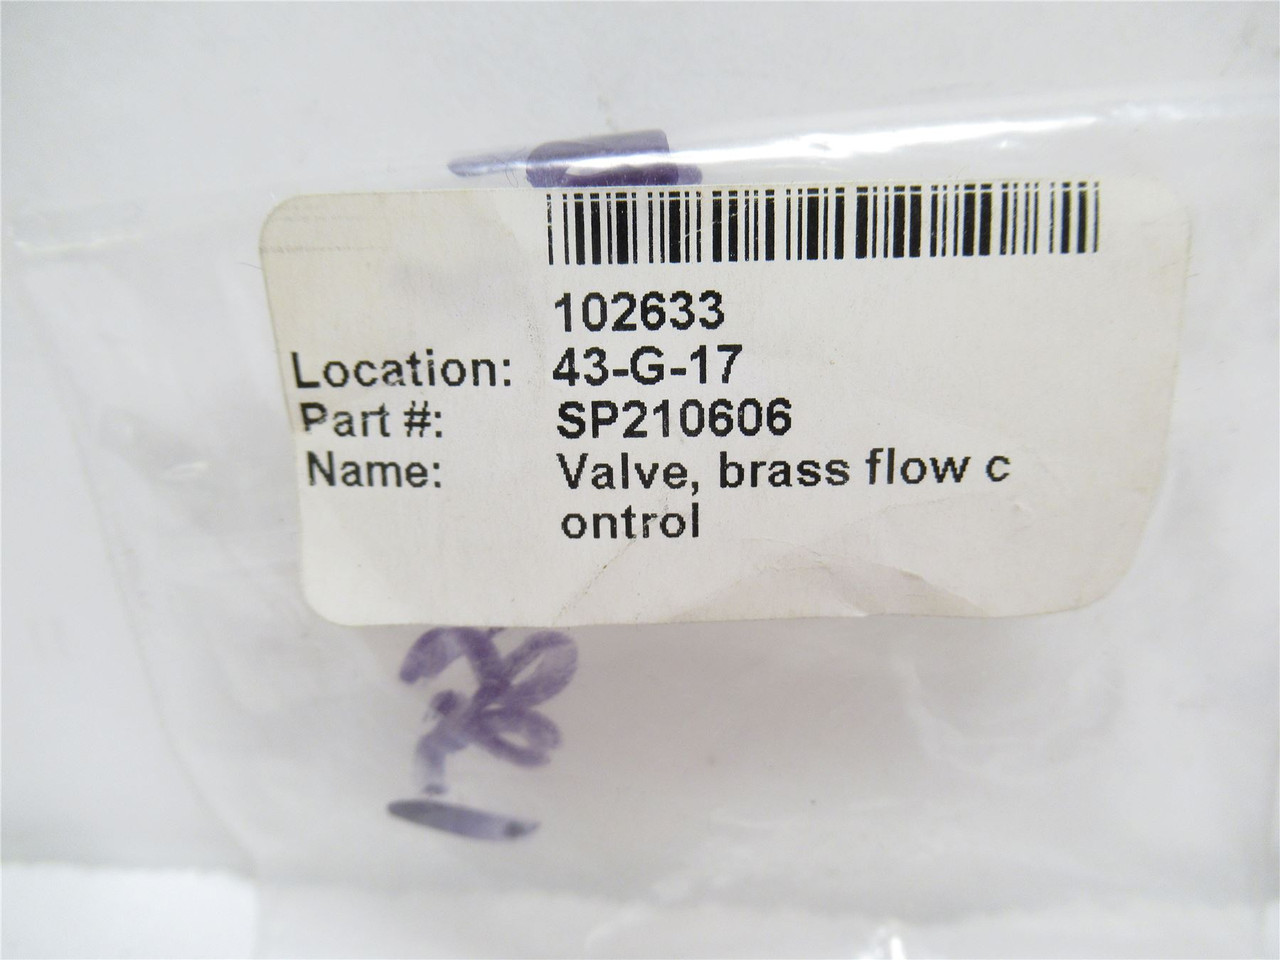 102633
Location: 43-G-17
Part #: SP210606
Name: Valve, brass flow c
ontrol